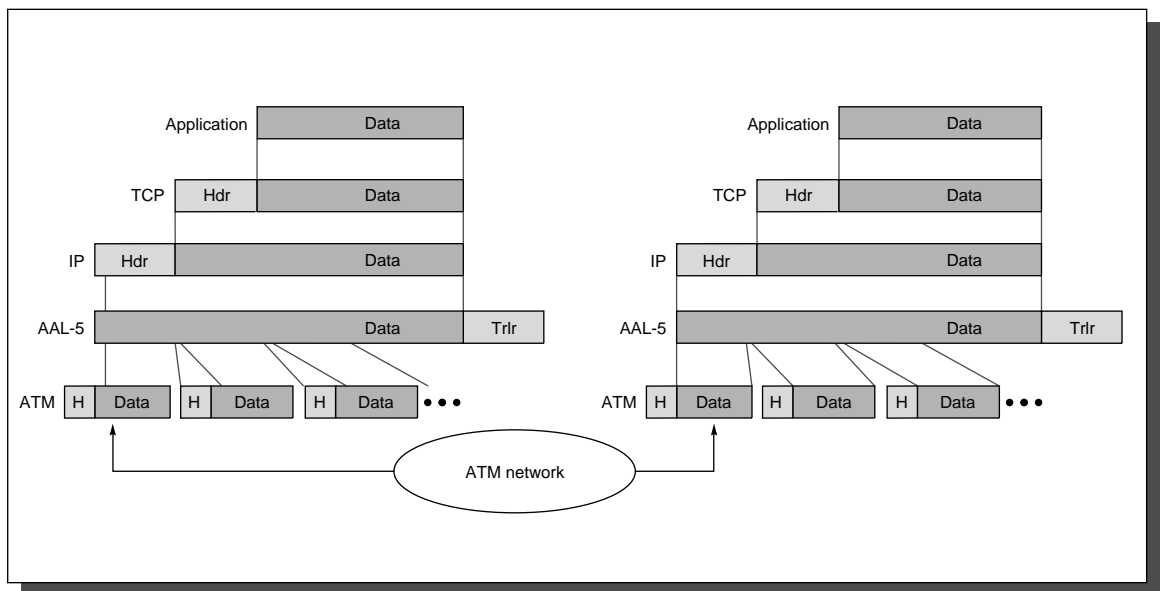 Application Data
TCP Hdr Data
IP Hdr Data
AAL-5 Data Trlr
ATM H Data H Data H Data
Application Data
TCP Hdr Data
IP Hdr Data
AAL-5 Data Trlr
ATM H Data H Data H Data
ATM network